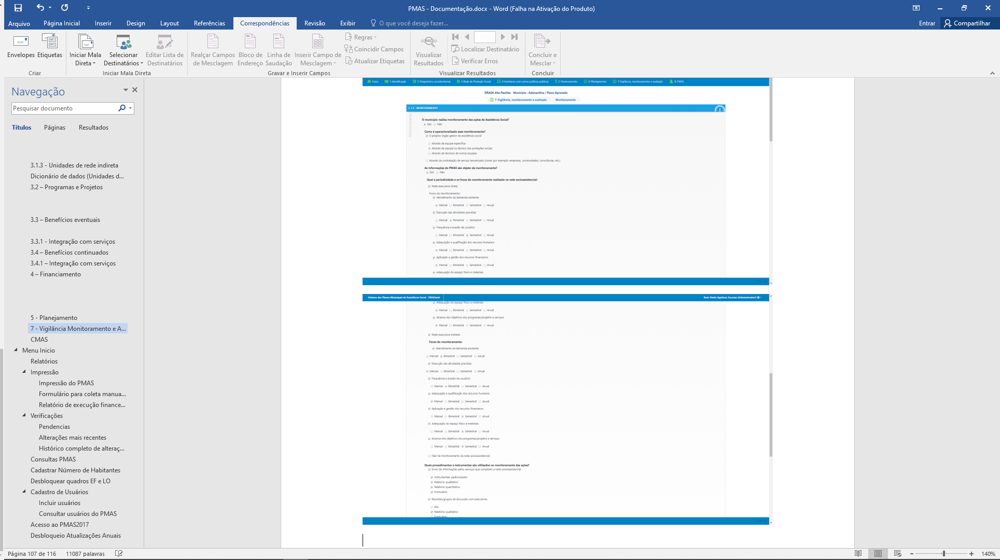 PMAS - Documentação.docx - Word (Falha na Ativação do Produto)
Arquivo Página Inicial Inserir Design Layout Referências Correspondências Revisão Exibir O que você deseja fazer... Entrar Compartilhar
Envelopes Etiquetas
Iniciar Mala Direta
Selecionar Destinatários
Editar Lista de Destinatários
Realçar Campos de Mesclagem
Bloco de Endereço
Linha de Saudação
Inserir Campo de Mesclagem
Regras
Coincidir Campos
Atualizar Etiquetas
Visualizar Resultados
Localizar Destinatário
Verificar Erros
Concluir e Mesclar
Criar Iniciar Mala Direta Gravar e Inserir Campos Visualizar Resultados Concluir
Navegação
Pesquisar documento
Títulos Páginas Resultados
3.1.3 - Unidades de rede indireta
Dicionário de dados (Unidades d...
3.2 – Programas e Projetos
3.3 – Benefícios eventuais
3.3.1 - Integração com serviços
3.4 – Benefícios continuados
3.4.1 – Integração com serviços
4 – Financiamento
5 - Planejamento
7 - Vigilância Monitoramento e A...
CMAS
Menu Inicio
Relatórios
Impressão
Impressão do PMAS
Formulário para coleta manua...
Relatório de execução finance...
Verificações
Pendencias
Alterações mais recentes
Histórico completo de alteraç...
Consultas PMAS
Cadastrar Número de Habitantes
Desbloquear quadros EF e LO
Cadastro de Usuários
Incluir usuários
Consultar usuários do PMAS
Acesso ao PMAS2017
Desbloqueio Atualizações Anuais
Início 1-Identificação 2-Diagnóstico socioterritorial 3-Rede de Proteção Social 4-Interfaces com outras políticas públicas 5-Financiamento 6-Planejamento 7-Vigilância, monitoramento e avaliação 8-CMAS
DRADS Alta Paulista - Município : Adamantina / Plano Aprovado
7-Vigilância, monitoramento e avaliação Monitoramento
7.2 - MONITORAMENTO
Monitoramento
O município realiza monitoramento das ações de Assistência Social?
Sim Não
Como é operacionalizado esse monitoramento?
O próprio órgão gestor da assistência social
Através de equipe específica
Através de equipe ou técnico das proteções sociais
Através de técnicos de outras equipes
Através da contratação de serviço terceirizado (como por exemplo: empresas, universidades, consultorias, etc)
As informações do PMAS são objeto de monitoramento?
Sim Não
Qual a periodicidade e os focos do monitoramento realizado na rede socioassistencial:
Rede executora direta
Focos do monitoramento:
Atendimento da demanda existente
Mensal Bimestral Semestral Anual
Execução das atividades previstas
Mensal Bimestral Semestral Anual
Frequência e evasão de usuários
Mensal Bimestral Semestral Anual
Adequação e qualificação dos recursos humanos
Mensal Bimestral Semestral Anual
Aplicação e gestão dos recursos financeiros
Mensal Bimestral Semestral Anual
Adequação do espaço físico e materiais
Sistema dos Planos Municipais de Assistência Social - PMASweb Bem-Vindo Agnilson Zacarias (Administrador)!
Adequação do espaço físico e materiais
Mensal Bimestral Semestral Anual
Alcance dos objetivos dos programas/projetos e serviços
Mensal Bimestral Semestral Anual
Rede executora indireta
Focos do monitoramento:
Atendimento da demanda existente
Mensal Bimestral Semestral Anual
Execução das atividades previstas
Mensal Bimestral Semestral Anual
Frequência e evasão de usuários
Mensal Bimestral Semestral Anual
Adequação e qualificação dos recursos humanos
Mensal Bimestral Semestral Anual
Aplicação e gestão dos recursos financeiros
Mensal Bimestral Semestral Anual
Adequação do espaço físico e materiais
Mensal Bimestral Semestral Anual
Alcance dos objetivos dos programas/projetos e serviços
Mensal Bimestral Semestral Anual
Não há monitoramento da rede socioassistencial
Quais procedimentos e instrumentos são utilizados no monitoramento das ações?
Envio de informações pelos serviços que compõem a rede socioassistencial
Instrumentais padronizados
Relatório qualitativo
Relatório quantitativo
Formulário
Reuniões/grupos de discussão com executores
Ata
Relatório qualitativo
Formulário
Página 107 de 116 11087 palavras 140%